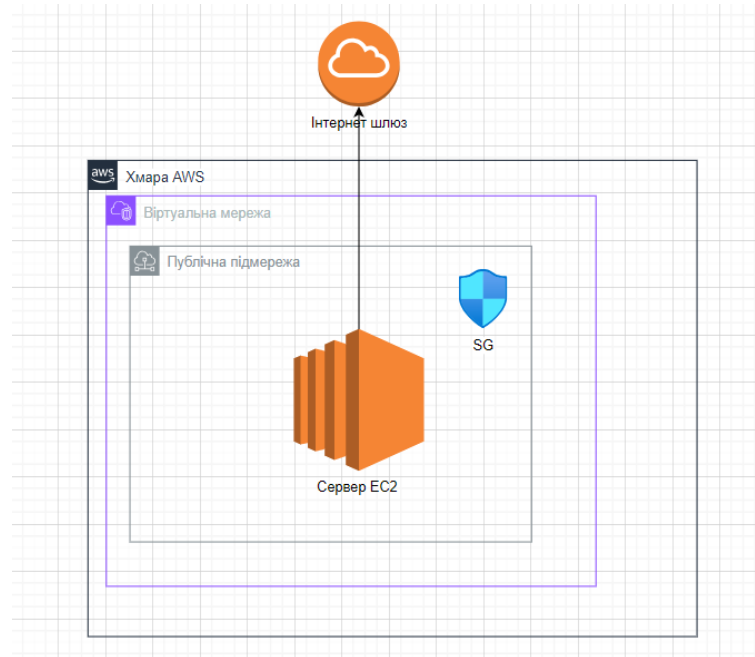 Інтернет шлюз
aws
Хмара AWS
Віртуальна мережа
Публічна підмережа
SG
Сервер EC2